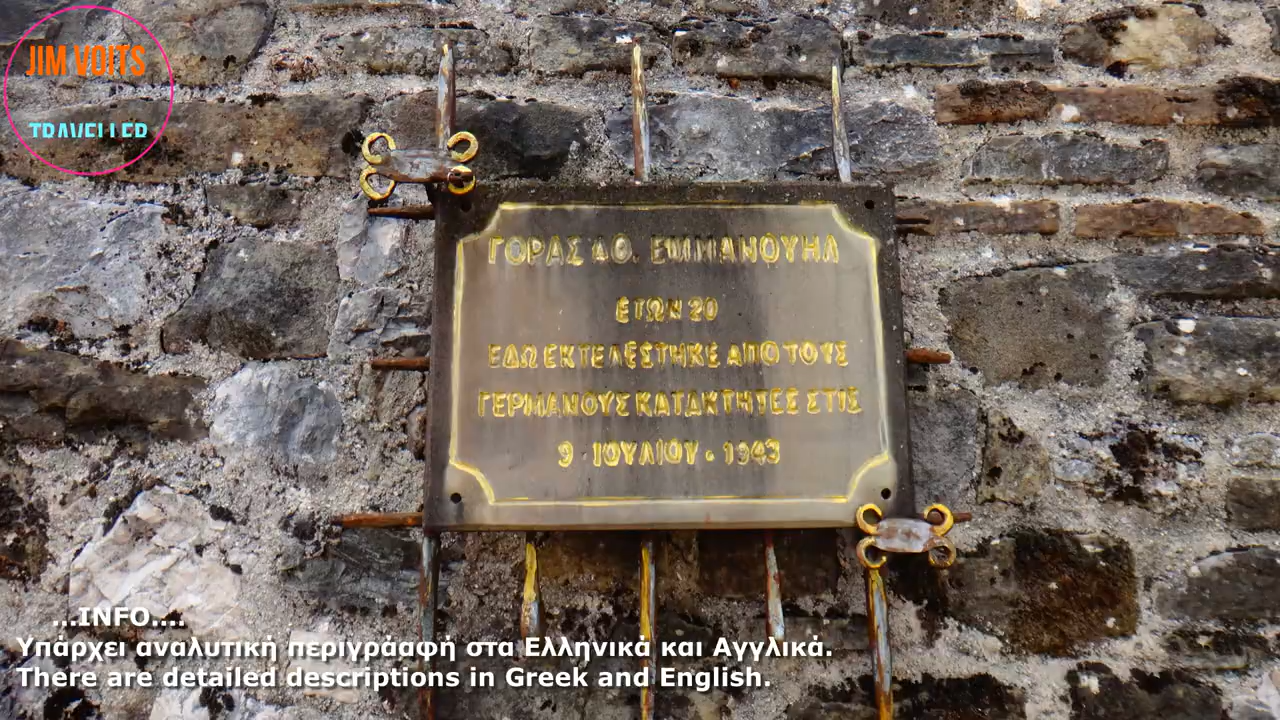 JIM VOITS
TRAVELLER
ΓΟΡΑΣ ΑΘ. ΕΜΜΑΝΟΥΗΛ
ΕΤΩΝ 20
ΕΔΩ ΕΚΤΕΛΕΣΤΗΚΕ ΑΠΟ ΤΟΥΣ
ΓΕΡΜΑΝΟΥΣ ΚΑΤΑΚΤΗΤΕΣ ΣΤΙΣ
9 · ΙΟΥΛΙΟΥ · 1943
...INFO....
Υπάρχει αναλυτική περιγράαφή στα Ελληνικά και Αγγλικά.
There are detailed descriptions in Greek and English.